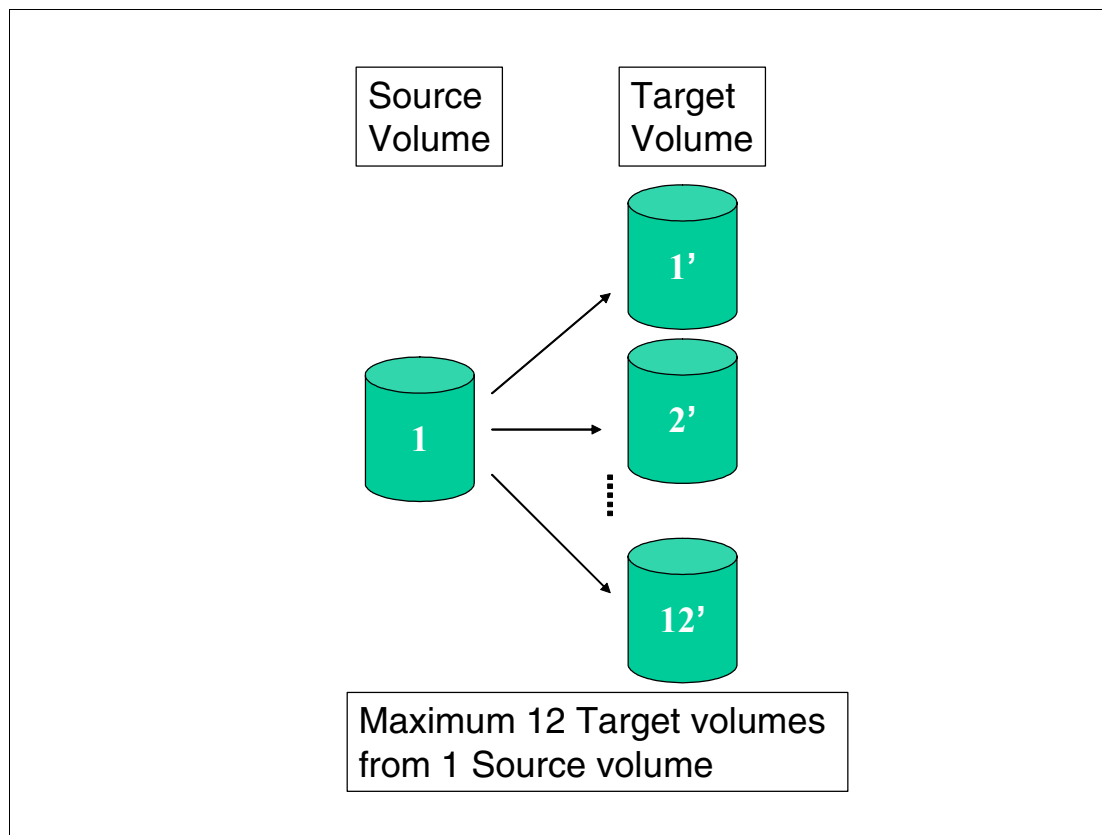 Source
Volume
Target
Volume
1’
1
2’
12’
Maximum 12 Target volumes
from 1 Source volume